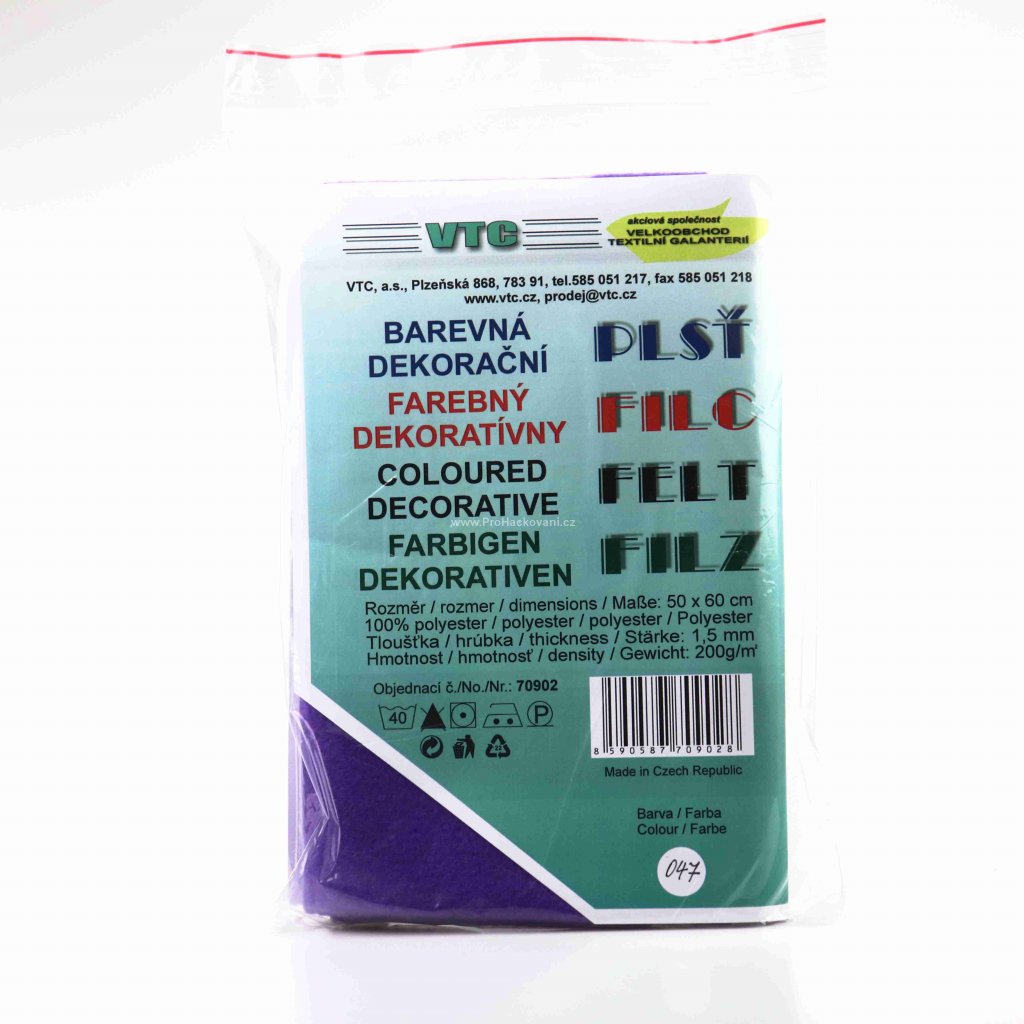 VTC
akciová společnost
VELKOOBCHOD
TEXTILNÍ GALANTERIÍ
VTC, a.s., Plzeňská 868, 783 91, tel.585 051 217, fax 585 051 218
www.vtc.cz, prodej@vtc.cz
BAREVNÁ
DEKORAČNÍ
PLSŤ
FAREBNÝ
DEKORATÍVNY
FILC
COLOURED
DECORATIVE
FELT
www.ProHackovani.cz
FARBIGEN
DEKORATIVEN
FILZ
Rozměr / rozmer / dimensions / Maße: 50 x 60 cm
100% polyester / polyester / polyester / Polyester
Tloušťka / hrúbka / thickness / Stärke: 1,5 mm
Hmotnost / hmotnosť / density / Gewicht: 200g/m²
Objednací č./No./Nr.: 70902
40
P
22
8 590587 709028
Made in Czech Republic
Barva / Farba
Colour / Farbe
047